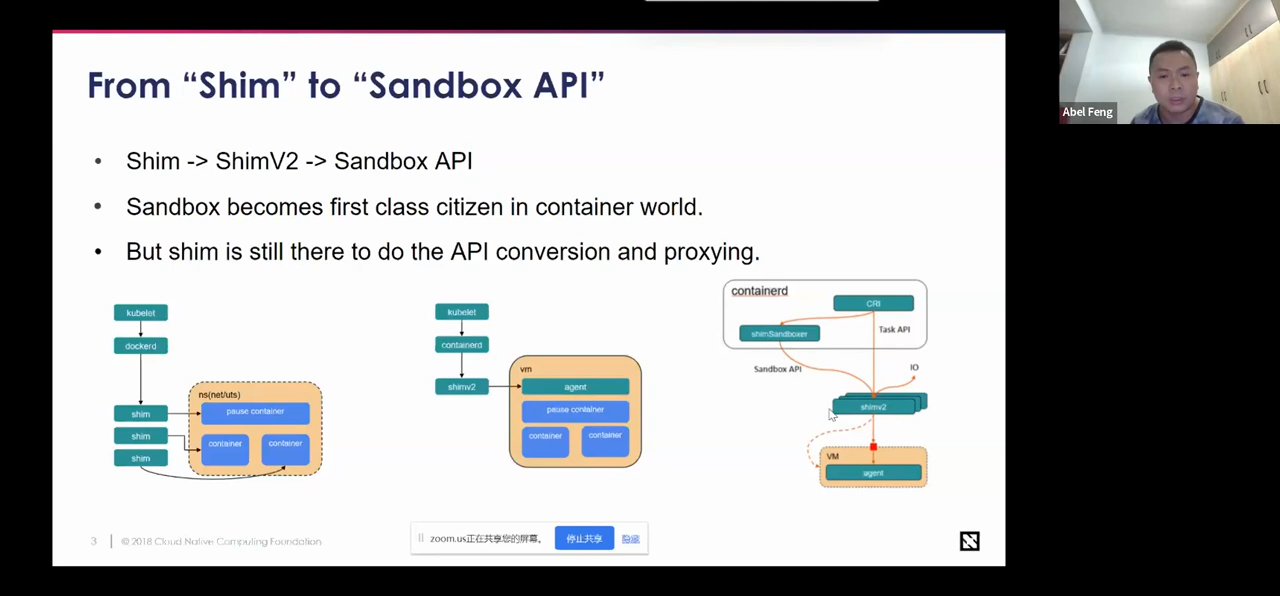 From “Shim” to “Sandbox API”
• Shim -> ShimV2 -> Sandbox API
• Sandbox becomes first class citizen in container world.
• But shim is still there to do the API conversion and proxying.
kubelet
dockerd
shim
shim
shim
ns(net/uts)
pause container
container
container
kubelet
containerd
shimv2
vm
agent
pause container
container
container
containerd
CRI
shimSandboxer
Task API
Sandbox API
IO
shimv2
VM
agent
3 | © 2018 Cloud Native Computing Foundation
zoom.us正在共享您的屏幕。 停止共享 隐藏
Abel Feng